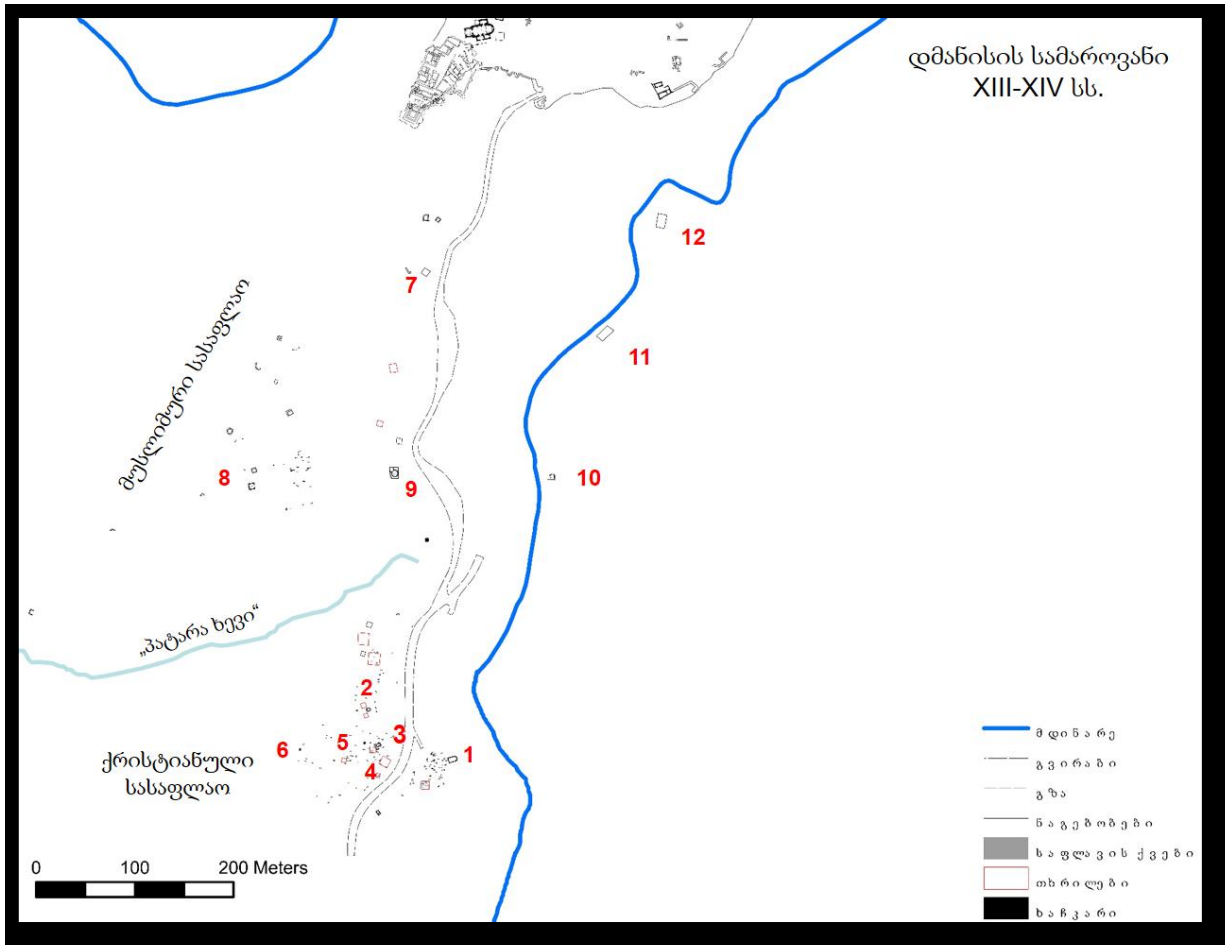 დმანისის სამაროვანი
XIII-XIV სს.
12
7
11
მუსლიმური სასაფლაო
8
9
10
„პატარა ხევი“
2
3
5
6
1
4
ქრისტიანული
სასაფლაო
0 100 200 Meters
მდინარე
გვირაბი
გზა
ნაგებობები
საფლავის ქვები
თხრილები
ხაჩკარი